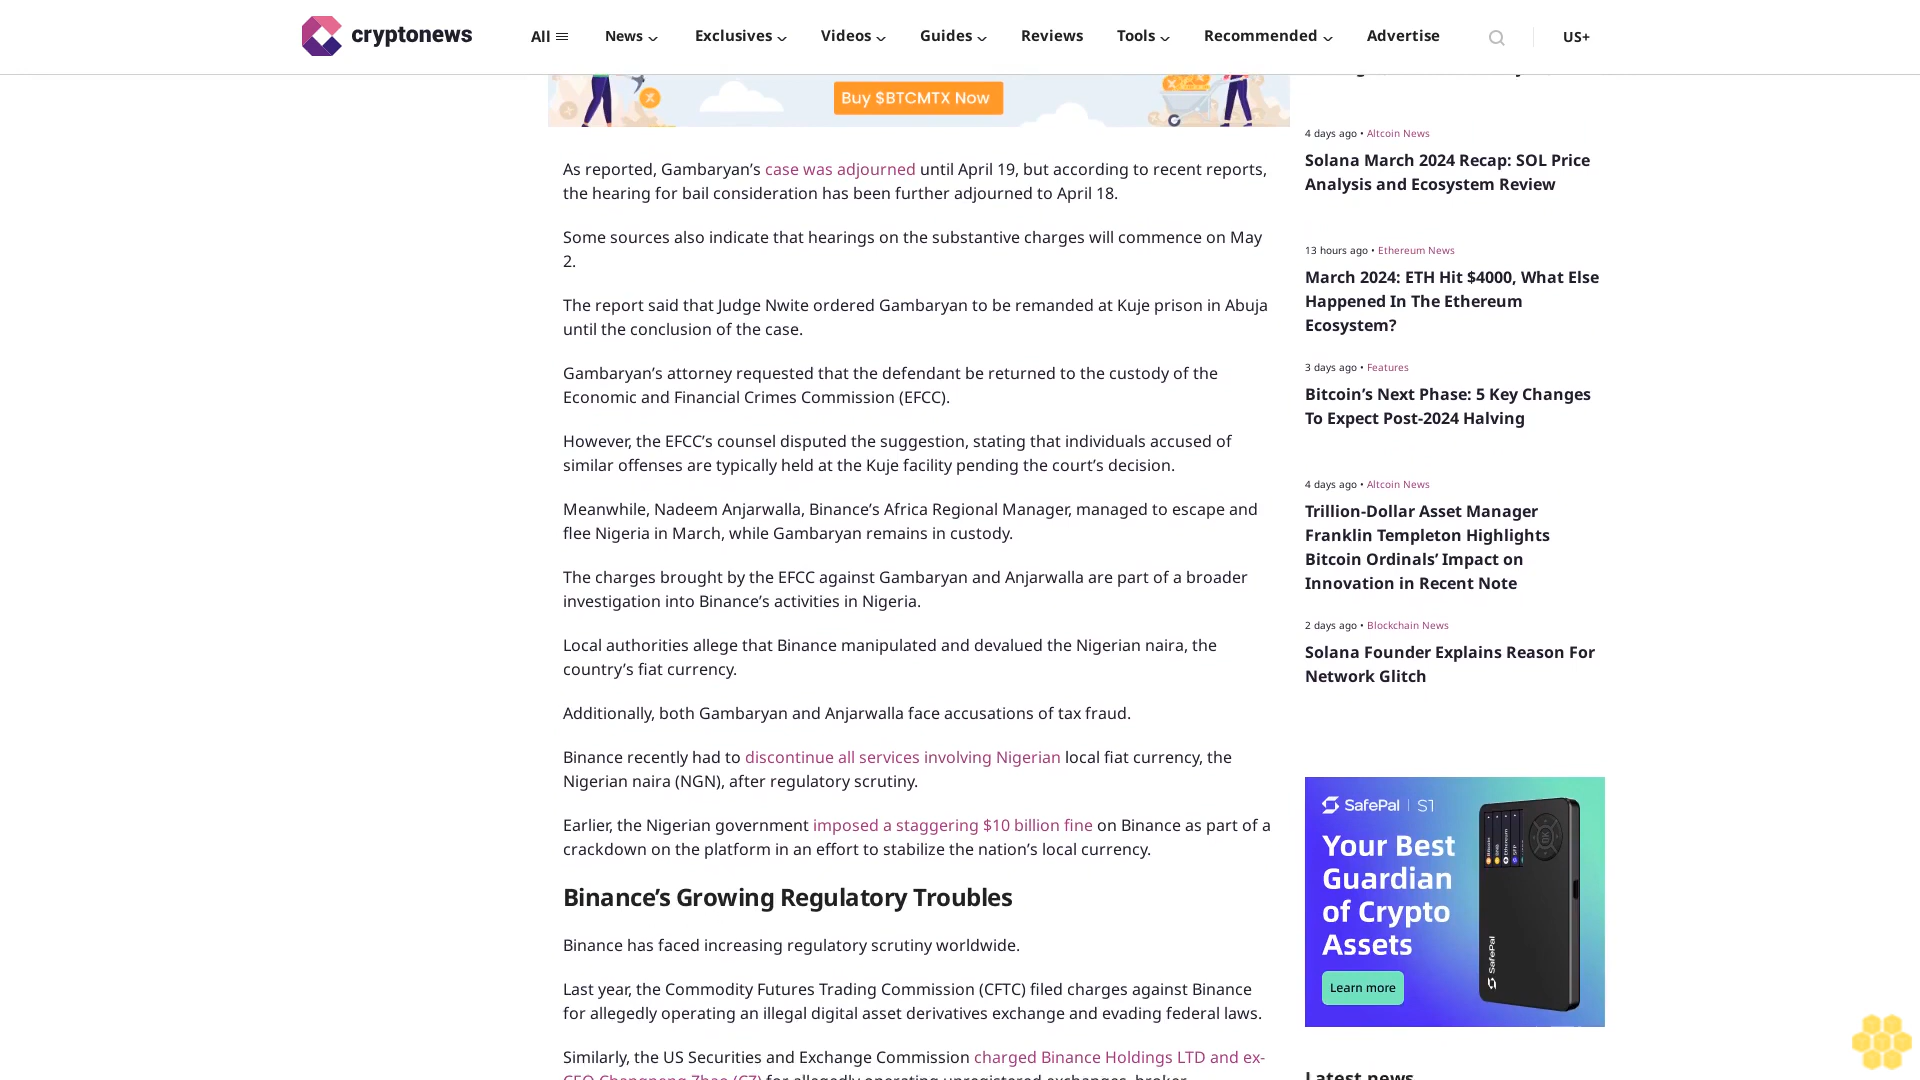 cryptonews
All
News
Exclusives
Videos
Guides
Reviews
Tools
Recommended
Advertise
US+
Buy $BTCMTX Now
As reported, Gambaryan’s case was adjourned until April 19, but according to recent reports,
the hearing for bail consideration has been further adjourned to April 18.
Some sources also indicate that hearings on the substantive charges will commence on May
2.
The report said that Judge Nwite ordered Gambaryan to be remanded at Kuje prison in Abuja
until the conclusion of the case.
Gambaryan’s attorney requested that the defendant be returned to the custody of the
Economic and Financial Crimes Commission (EFCC).
However, the EFCC’s counsel disputed the suggestion, stating that individuals accused of
similar offenses are typically held at the Kuje facility pending the court’s decision.
Meanwhile, Nadeem Anjarwalla, Binance’s Africa Regional Manager, managed to escape and
flee Nigeria in March, while Gambaryan remains in custody.
The charges brought by the EFCC against Gambaryan and Anjarwalla are part of a broader
investigation into Binance’s activities in Nigeria.
Local authorities allege that Binance manipulated and devalued the Nigerian naira, the
country’s fiat currency.
Additionally, both Gambaryan and Anjarwalla face accusations of tax fraud.
Binance recently had to discontinue all services involving Nigerian local fiat currency, the
Nigerian naira (NGN), after regulatory scrutiny.
Earlier, the Nigerian government imposed a staggering $10 billion fine on Binance as part of a
crackdown on the platform in an effort to stabilize the nation’s local currency.
Binance’s Growing Regulatory Troubles
Binance has faced increasing regulatory scrutiny worldwide.
Last year, the Commodity Futures Trading Commission (CFTC) filed charges against Binance
for allegedly operating an illegal digital asset derivatives exchange and evading federal laws.
Similarly, the US Securities and Exchange Commission charged Binance Holdings LTD and ex-
CEO Changpeng Zhao (CZ) for allegedly operating unregistered exchanges, broker
4 days ago • Altcoin News
Solana March 2024 Recap: SOL Price
Analysis and Ecosystem Review
13 hours ago • Ethereum News
March 2024: ETH Hit $4000, What Else
Happened In The Ethereum
Ecosystem?
3 days ago • Features
Bitcoin’s Next Phase: 5 Key Changes
To Expect Post-2024 Halving
4 days ago • Altcoin News
Trillion-Dollar Asset Manager
Franklin Templeton Highlights
Bitcoin Ordinals’ Impact on
Innovation in Recent Note
2 days ago • Blockchain News
Solana Founder Explains Reason For
Network Glitch
SafePal | S1
Your Best
Guardian
of Crypto
Assets
Learn more
SafePal
Latest news